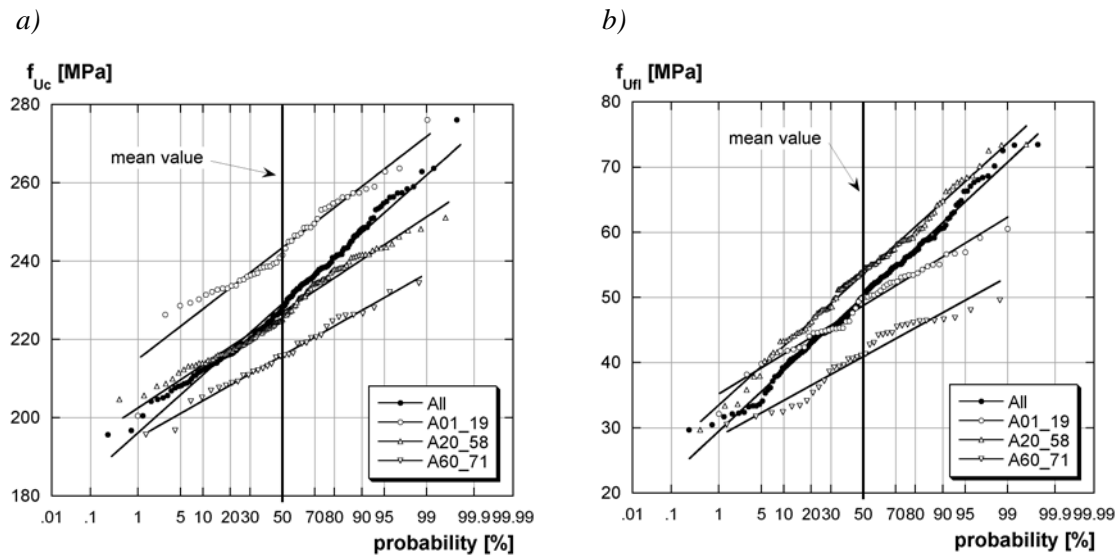 a)
f_Uc [MPa]
280
260
240
220
200
180
mean value
All
A01_19
A20_58
A60_71
.01 .1 1 5 10 2030 50 7080 9095 99 99.999.99
probability [%]
b)
f_Ufl [MPa]
80
70
60
50
40
30
20
mean value
All
A01_19
A20_58
A60_71
.01 .1 1 5 10 2030 50 7080 90 95 99 99.999.99
probability [%]